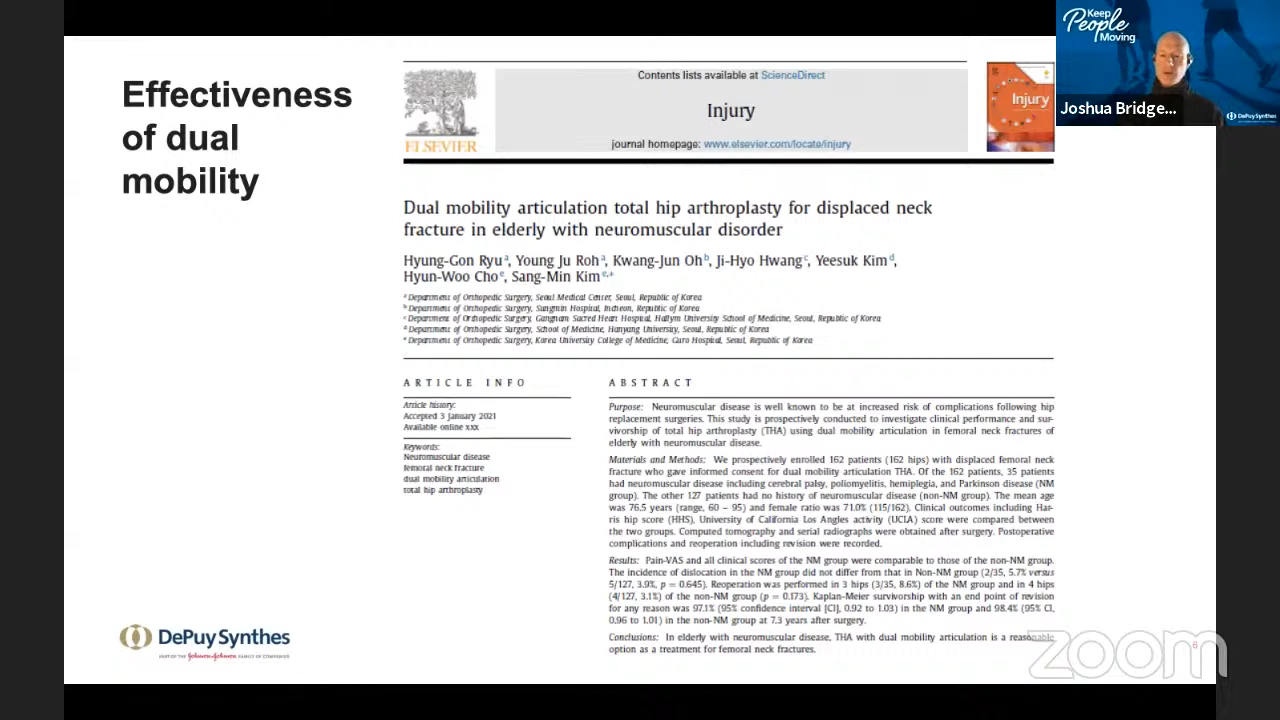 Effectiveness
of dual
mobility
Contents lists available at ScienceDirect
Injury
journal homepage: www.elsevier.com/locate/injury
ELSEVIER
Injury
Keep
People
Moving
Joshua Bridge...
DePuy Synthes
Dual mobility articulation total hip arthroplasty for displaced neck
fracture in elderly with neuromuscular disorder
Hyung-Gon Ryu a, Young Ju Roh a, Kwang-Jun Oh b, Ji-Hyo Hwang c, Yeesuk Kim d,
Hyun-Woo Cho e, Sang-Min Kim e,*
a Department of Orthopedic Surgery, Seoul Medical Center, Seoul, Republic of Korea
b Department of Orthopedic Surgery, Sungmin Hospital, Incheon, Republic of Korea
c Department of Orthopedic Surgery, Gangnam Sacred Heart Hospital, Hallym University School of Medicine, Seoul, Republic of Korea
d Department of Orthopedic Surgery, School of Medicine, Hanyang University, Seoul, Republic of Korea
e Department of Orthopedic Surgery, Korea University College of Medicine, Guro Hospital, Seoul, Republic of Korea
ARTICLE INFO
Article history:
Accepted 3 January 2021
Available online xxx
Keywords:
Neuromuscular disease
femoral neck fracture
dual mobility articulation
total hip arthroplasty
ABSTRACT
Purpose: Neuromuscular disease is well known to be at increased risk of complications following hip
replacement surgeries. This study is prospectively conducted to investigate clinical performance and sur-
vivorship of total hip arthroplasty (THA) using dual mobility articulation in femoral neck fractures of
elderly with neuromuscular disease.
Materials and Methods: We prospectively enrolled 162 patients (162 hips) with displaced femoral neck
fracture who gave informed consent for dual mobility articulation THA. Of the 162 patients, 35 patients
had neuromuscular disease including cerebral palsy, poliomyelitis, hemiplegia, and Parkinson disease (NM
group). The other 127 patients had no history of neuromuscular disease (non-NM group). The mean age
was 76.5 years (range, 60 – 95) and female ratio was 71.0% (115/162). Clinical outcomes including Har-
ris hip score (HHS), University of California Los Angeles activity (UCLA) score were compared between
the two groups. Computed tomography and serial radiographs were obtained after surgery. Postoperative
complications and reoperation including revision were recorded.
Results: Pain-VAS and all clinical scores of the NM group were comparable to those of the non-NM group.
The incidence of dislocation in the NM group did not differ from that in Non-NM group (2/35, 5.7% versus
5/127, 3.9%, p = 0.645). Reoperation was performed in 3 hips (3/35, 8.6%) of the NM group and in 4 hips
(4/127, 3.1%) of the non-NM group (p = 0.173). Kaplan-Meier survivorship with an end point of revision
for any reason was 97.1% (95% confidence interval [CI], 0.92 to 1.03) in the NM group and 98.4% (95% CI,
0.96 to 1.01) in the non-NM group at 7.3 years after surgery.
Conclusions: In elderly with neuromuscular disease, THA with dual mobility articulation is a reasonable
option as a treatment for femoral neck fractures.
DePuy Synthes
PART OF THE Johnson&Johnson FAMILY OF COMPANIES
6
zoom